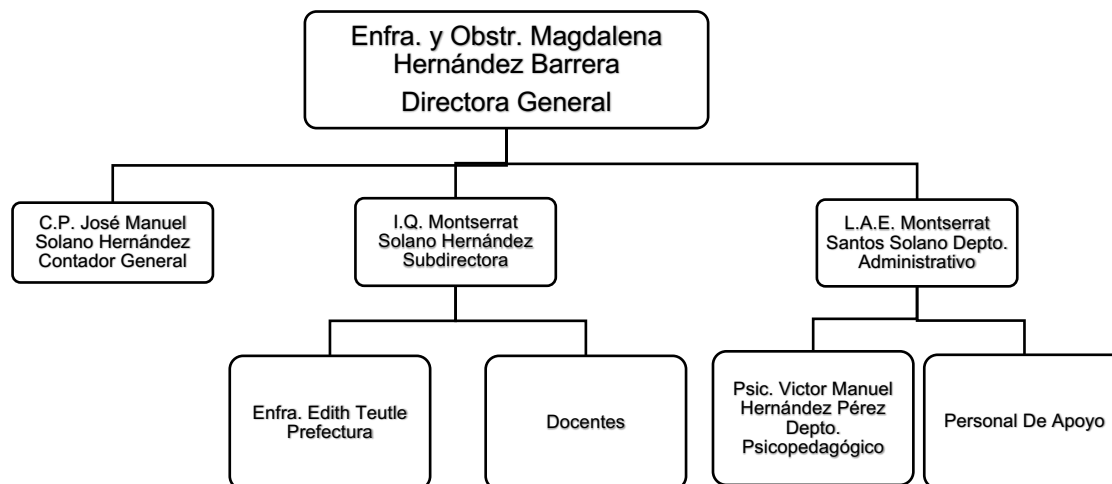 Enfra. y Obstr. Magdalena
Hernández Barrera
Directora General
C.P. José Manuel
Solano Hernández
Contador General
I.Q. Montserrat
Solano Hernández
Subdirectora
L.A.E. Montserrat
Santos Solano Depto.
Administrativo
Enfra. Edith Teutle
Prefectura
Docentes
Psic. Victor Manuel
Hernández Pérez
Depto.
Psicopedagógico
Personal De Apoyo